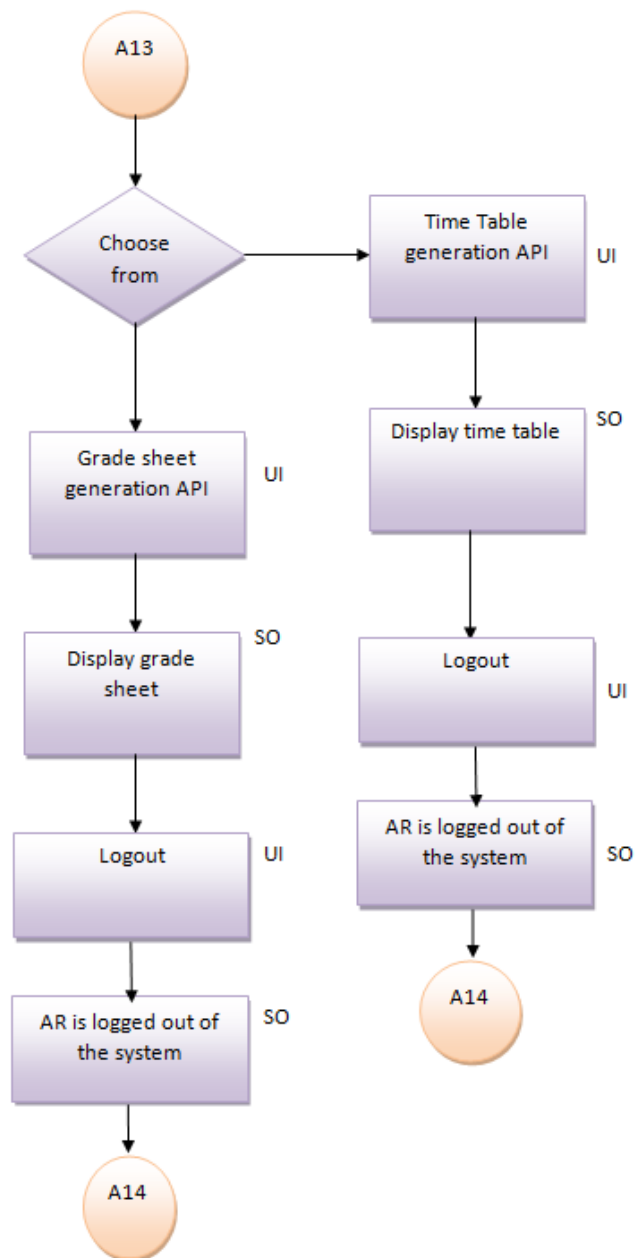 A13
Choose
from
Time Table
generation API
UI
Display time table
SO
Logout
UI
AR is logged out of
the system
SO
A14
Grade sheet
generation API
UI
Display grade
sheet
SO
Logout
UI
AR is logged out of
the system
SO
A14